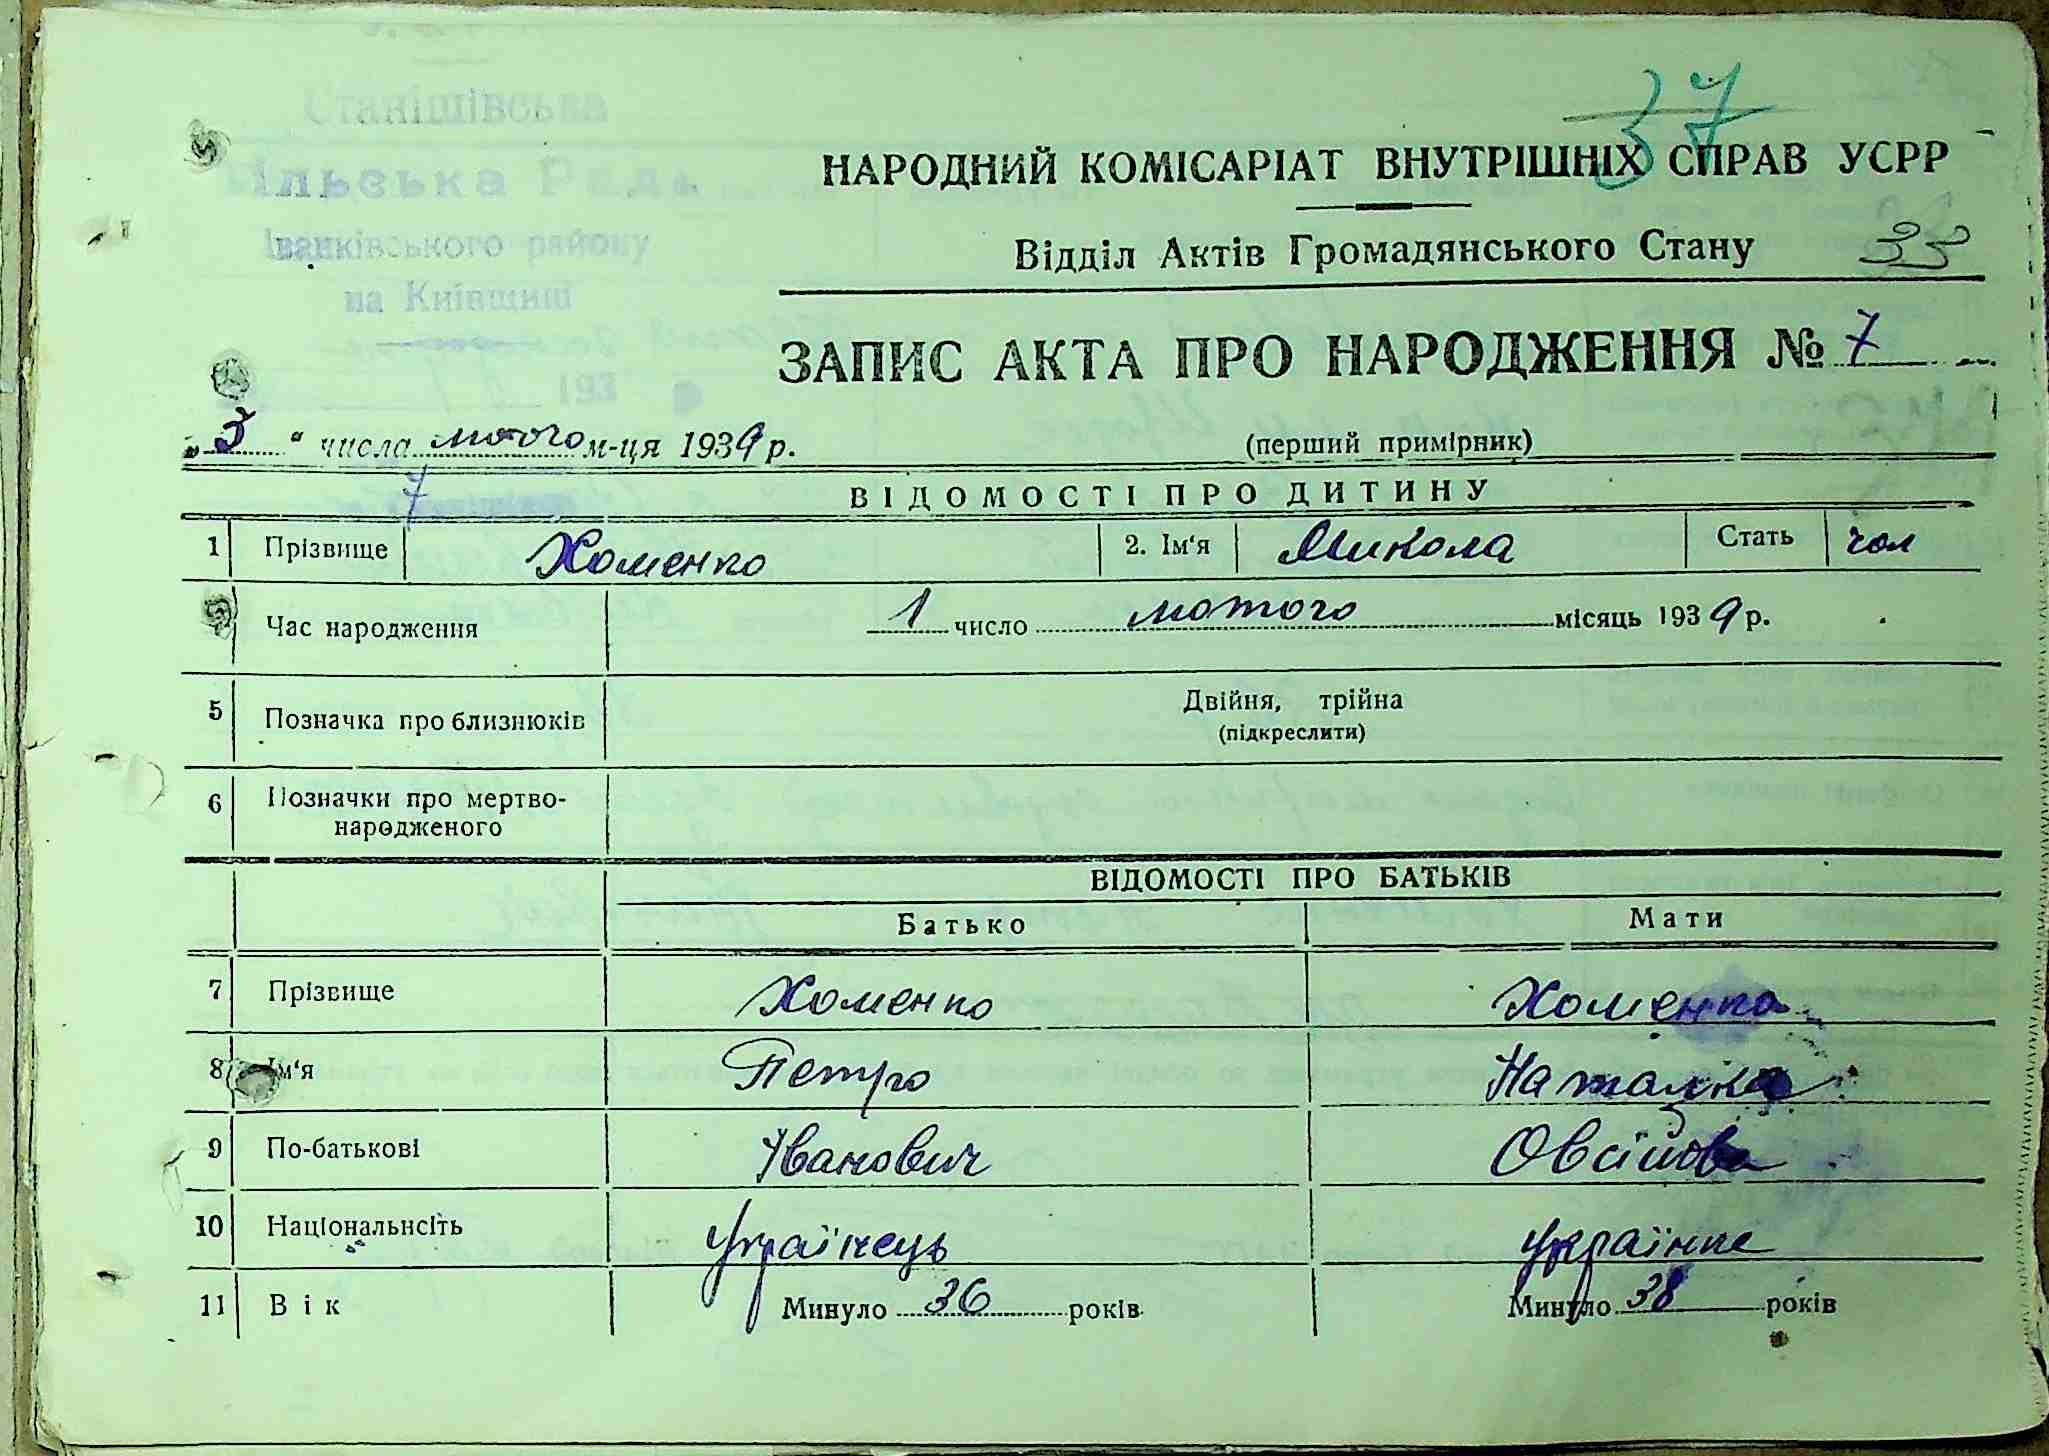 37
НАРОДНИЙ КОМІСАРІАТ ВНУТРІШНІХ СПРАВ УСРР
Відділ Актів Громадянського Стану 33
ЗАПИС АКТА ПРО НАРОДЖЕННЯ № 7
Станішівська
Сільська Рада
Іванківського району
на Київщині
193
„3“ числа лютого м-ця 1939 р. (перший примірник)
7
ВІДОМОСТІ ПРО ДИТИНУ
1 Прізвище Хоменко 2. Ім'я Микола Стать чол
Час народження 1 число лютого місяць 1939 р.
5 Позначка про близнюків Двійня, трійна
(підкреслити)
6 Позначки про мертво-
народженого
ВІДОМОСТІ ПРО БАТЬКІВ
Батько Мати
7 Прізвище Хоменко Хоменко
8 Ім'я Петро Наталка
9 По-батькові Іванович Овсійовна
10 Національнсіть Українець українка
11 Вік Минуло 36 років Минуло 38 років